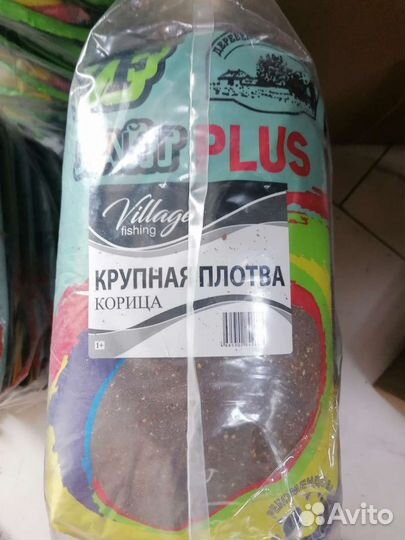 PLUS
Village
fishing
КРУПНАЯ ПЛОТВА
КОРИЦА
1+
Avito